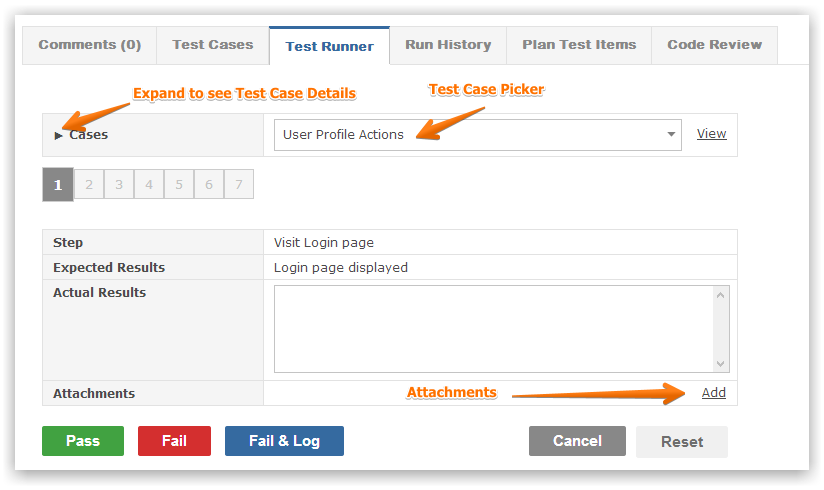 Comments (0) Test Cases Test Runner Run History Plan Test Items Code Review
Expand to see Test Case Details Test Case Picker
Cases User Profile Actions View
1 2 3 4 5 6 7
Step Visit Login page
Expected Results Login page displayed
Actual Results
Attachments Attachments Add
Pass Fail Fail & Log Cancel Reset